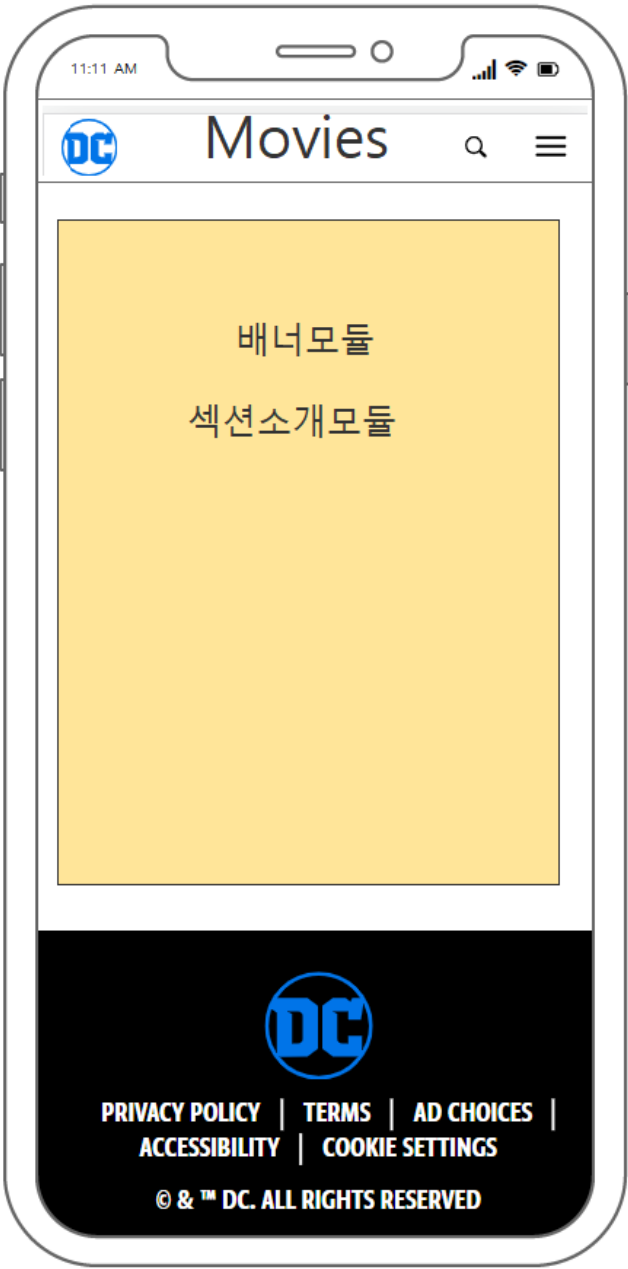 11:11 AM
DC Movies
배너모듈
섹션소개모듈
DC
PRIVACY POLICY | TERMS | AD CHOICES |
ACCESSIBILITY | COOKIE SETTINGS
© & ™ DC. ALL RIGHTS RESERVED